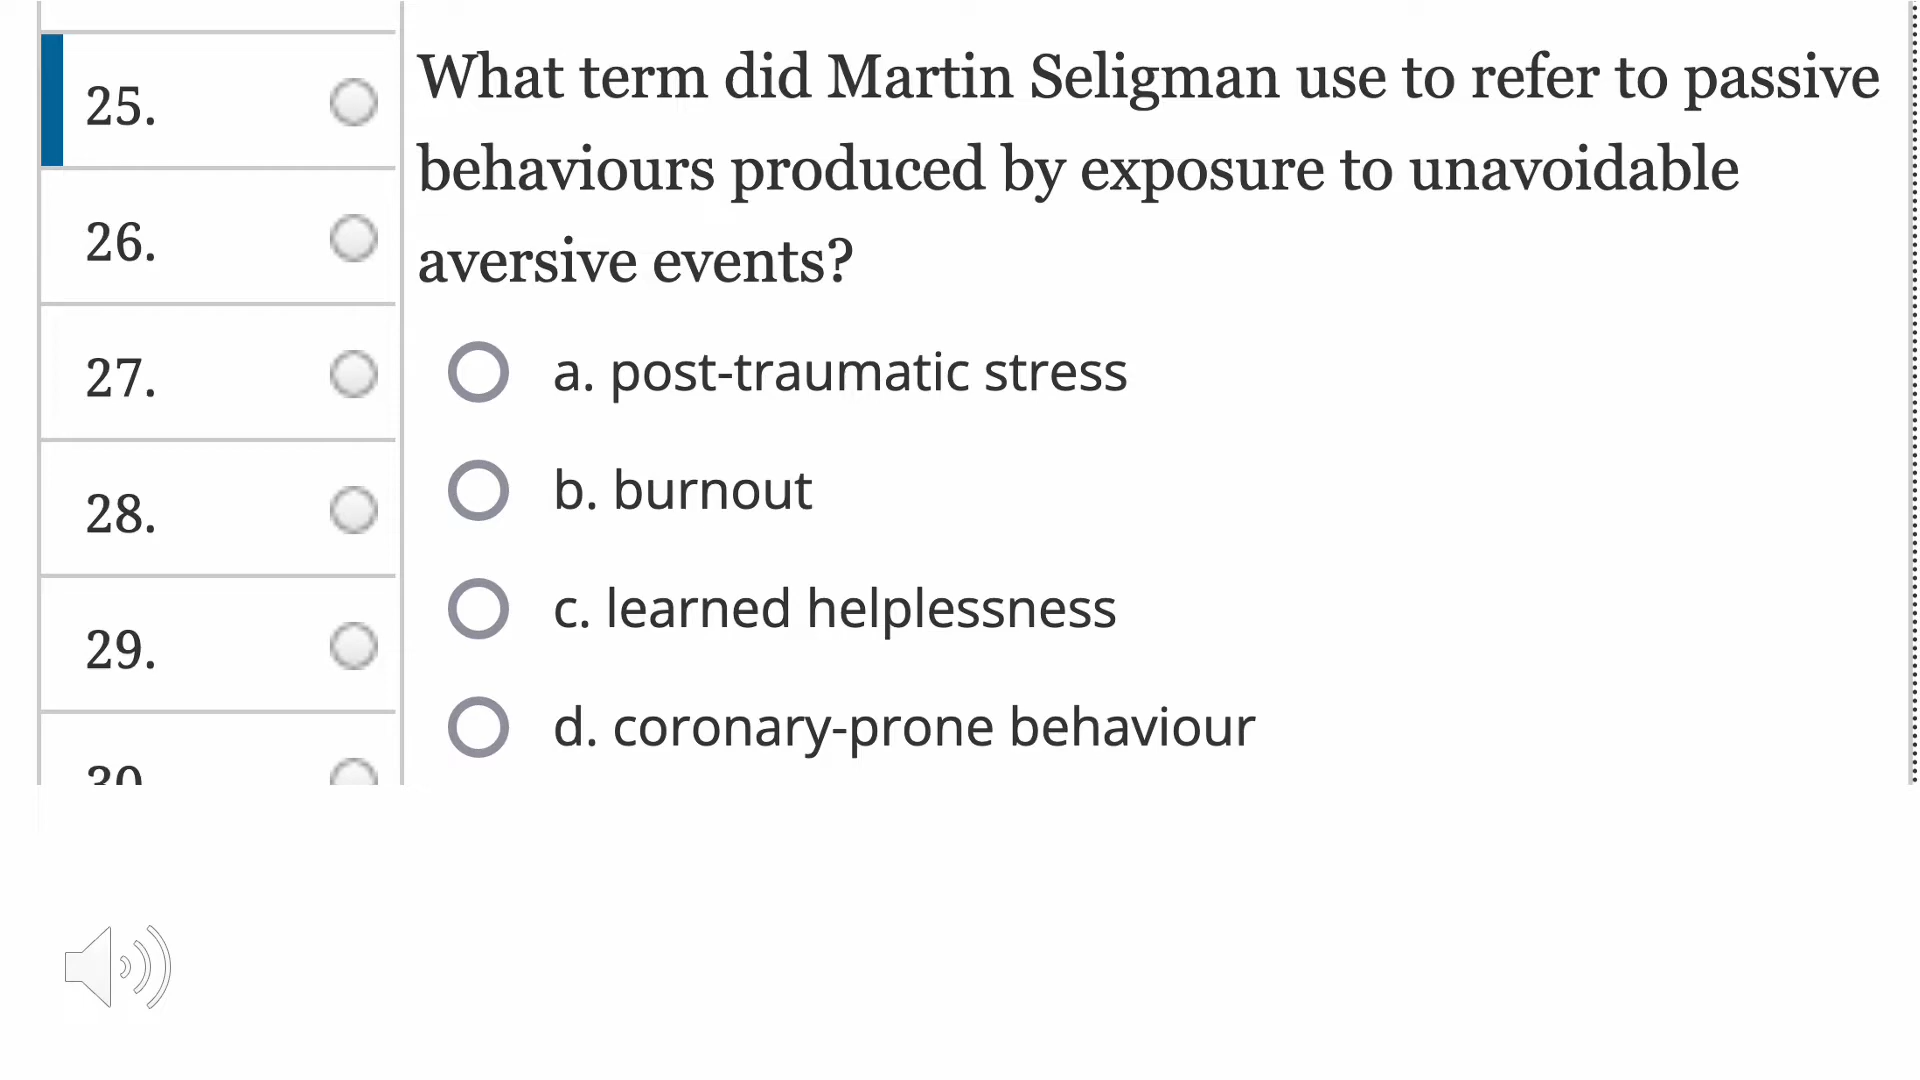 25.
26.
27.
28.
29.
30
What term did Martin Seligman use to refer to passive
behaviours produced by exposure to unavoidable
aversive events?
a. post-traumatic stress
b. burnout
c. learned helplessness
d. coronary-prone behaviour